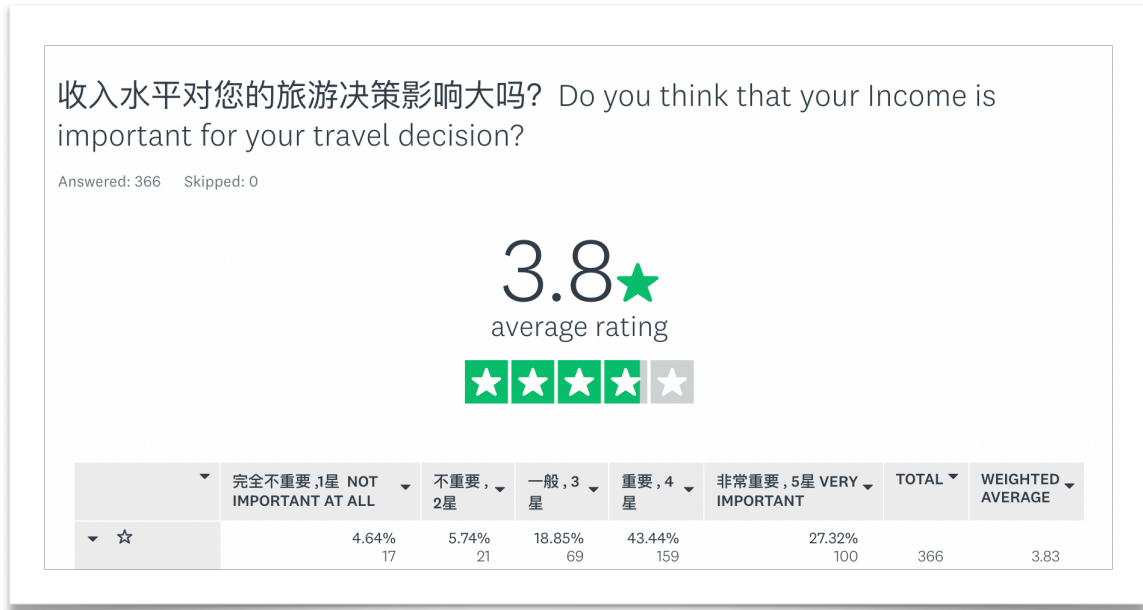 收入水平对您的旅游决策影响大吗？ Do you think that your Income is
important for your travel decision?
Answered: 366 Skipped: 0
3.8
average rating
完全不重要 ,1星 NOT IMPORTANT AT ALL
不重要 , 2星
一般 , 3星
重要 , 4星
非常重要 , 5星 VERY IMPORTANT
TOTAL
WEIGHTED AVERAGE
4.64% 5.74% 18.85% 43.44% 27.32%
17 21 69 159 100 366 3.83